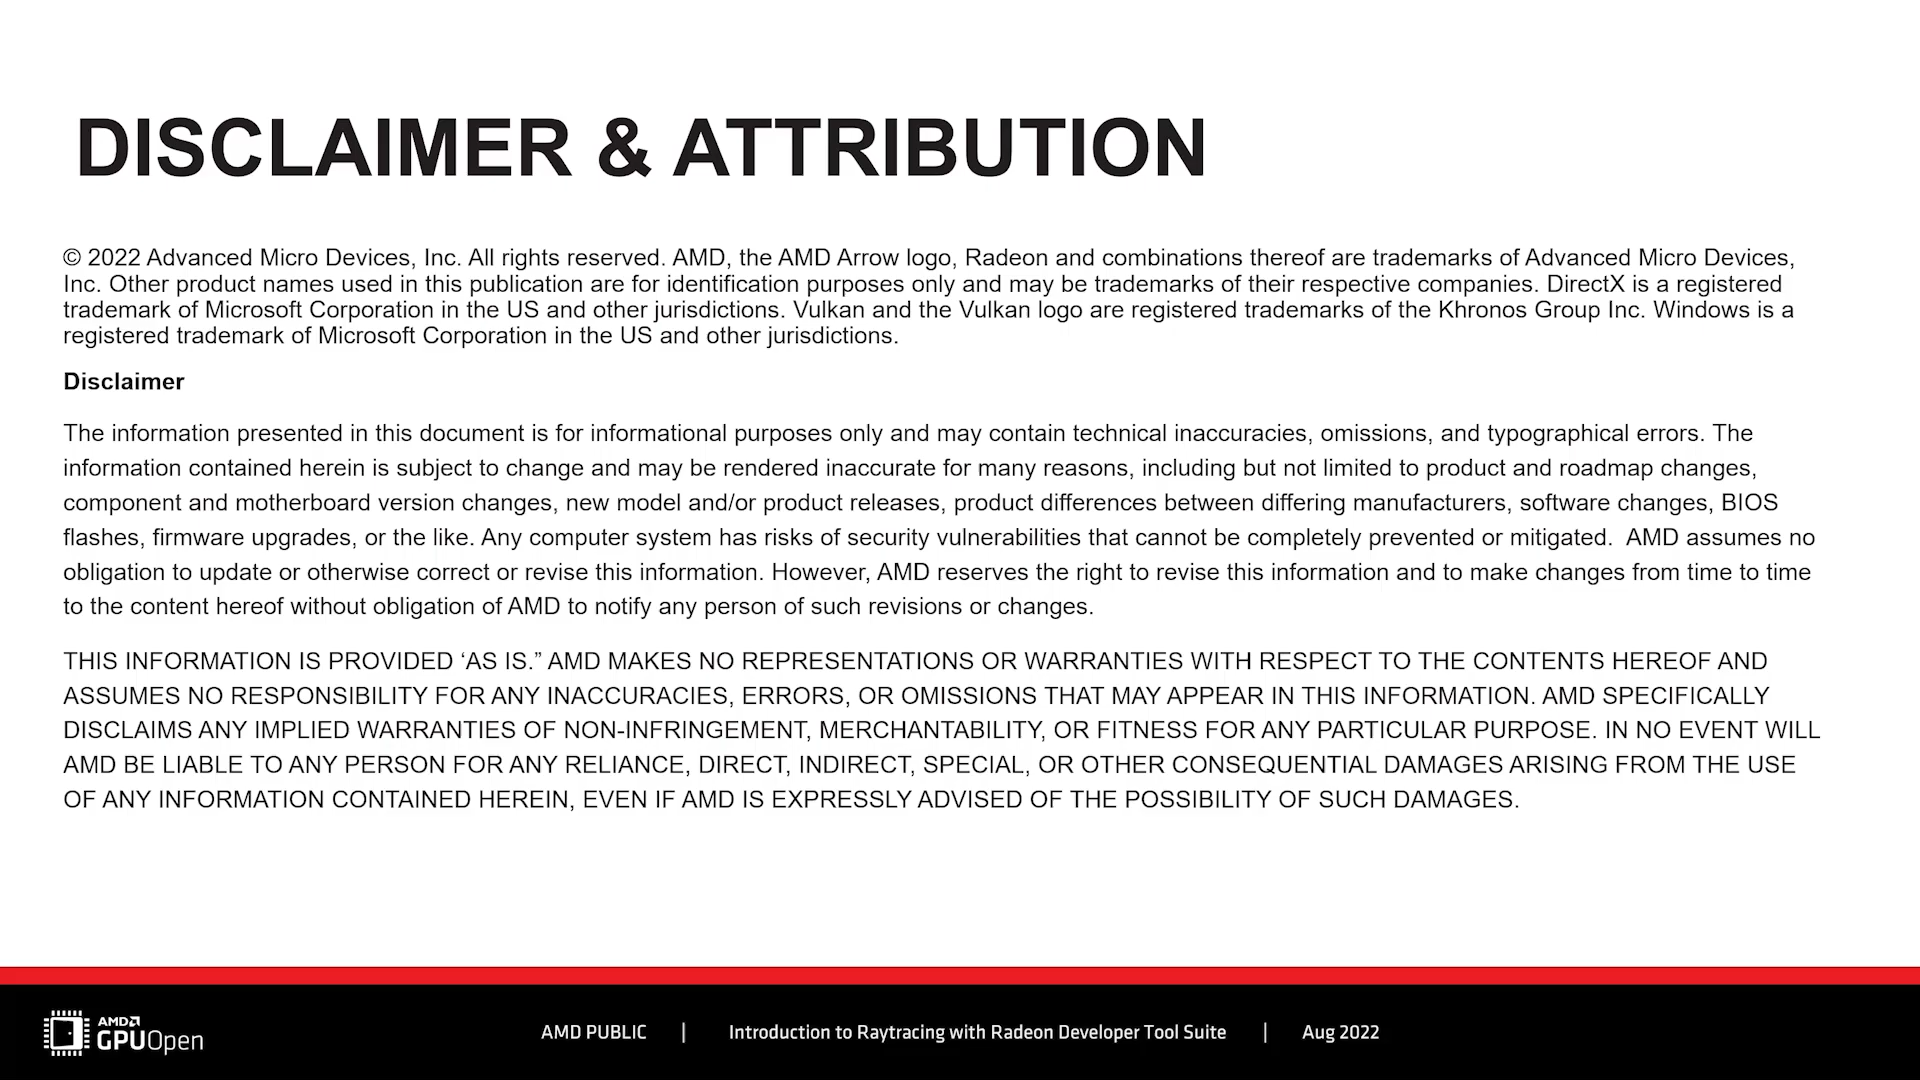 DISCLAIMER & ATTRIBUTION
© 2022 Advanced Micro Devices, Inc. All rights reserved. AMD, the AMD Arrow logo, Radeon and combinations thereof are trademarks of Advanced Micro Devices,
Inc. Other product names used in this publication are for identification purposes only and may be trademarks of their respective companies. DirectX is a registered
trademark of Microsoft Corporation in the US and other jurisdictions. Vulkan and the Vulkan logo are registered trademarks of the Khronos Group Inc. Windows is a
registered trademark of Microsoft Corporation in the US and other jurisdictions.
Disclaimer
The information presented in this document is for informational purposes only and may contain technical inaccuracies, omissions, and typographical errors. The
information contained herein is subject to change and may be rendered inaccurate for many reasons, including but not limited to product and roadmap changes,
component and motherboard version changes, new model and/or product releases, product differences between differing manufacturers, software changes, BIOS
flashes, firmware upgrades, or the like. Any computer system has risks of security vulnerabilities that cannot be completely prevented or mitigated.  AMD assumes no
obligation to update or otherwise correct or revise this information. However, AMD reserves the right to revise this information and to make changes from time to time
to the content hereof without obligation of AMD to notify any person of such revisions or changes.
THIS INFORMATION IS PROVIDED ‘AS IS.” AMD MAKES NO REPRESENTATIONS OR WARRANTIES WITH RESPECT TO THE CONTENTS HEREOF AND
ASSUMES NO RESPONSIBILITY FOR ANY INACCURACIES, ERRORS, OR OMISSIONS THAT MAY APPEAR IN THIS INFORMATION. AMD SPECIFICALLY
DISCLAIMS ANY IMPLIED WARRANTIES OF NON-INFRINGEMENT, MERCHANTABILITY, OR FITNESS FOR ANY PARTICULAR PURPOSE. IN NO EVENT WILL
AMD BE LIABLE TO ANY PERSON FOR ANY RELIANCE, DIRECT, INDIRECT, SPECIAL, OR OTHER CONSEQUENTIAL DAMAGES ARISING FROM THE USE
OF ANY INFORMATION CONTAINED HEREIN, EVEN IF AMD IS EXPRESSLY ADVISED OF THE POSSIBILITY OF SUCH DAMAGES.
AMD
GPUOpen
AMD PUBLIC | Introduction to Raytracing with Radeon Developer Tool Suite | Aug 2022